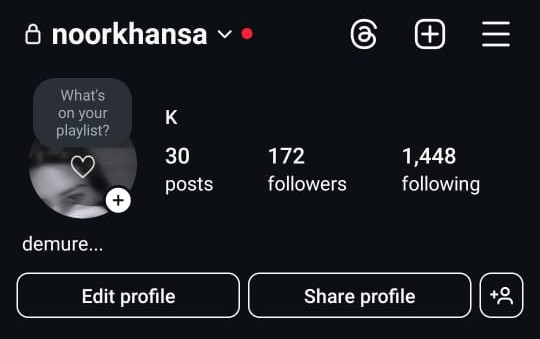 noorkhansa
What's
on your
playlist?
K
30
posts
172
followers
1,448
following
demure...
Edit profile
Share profile